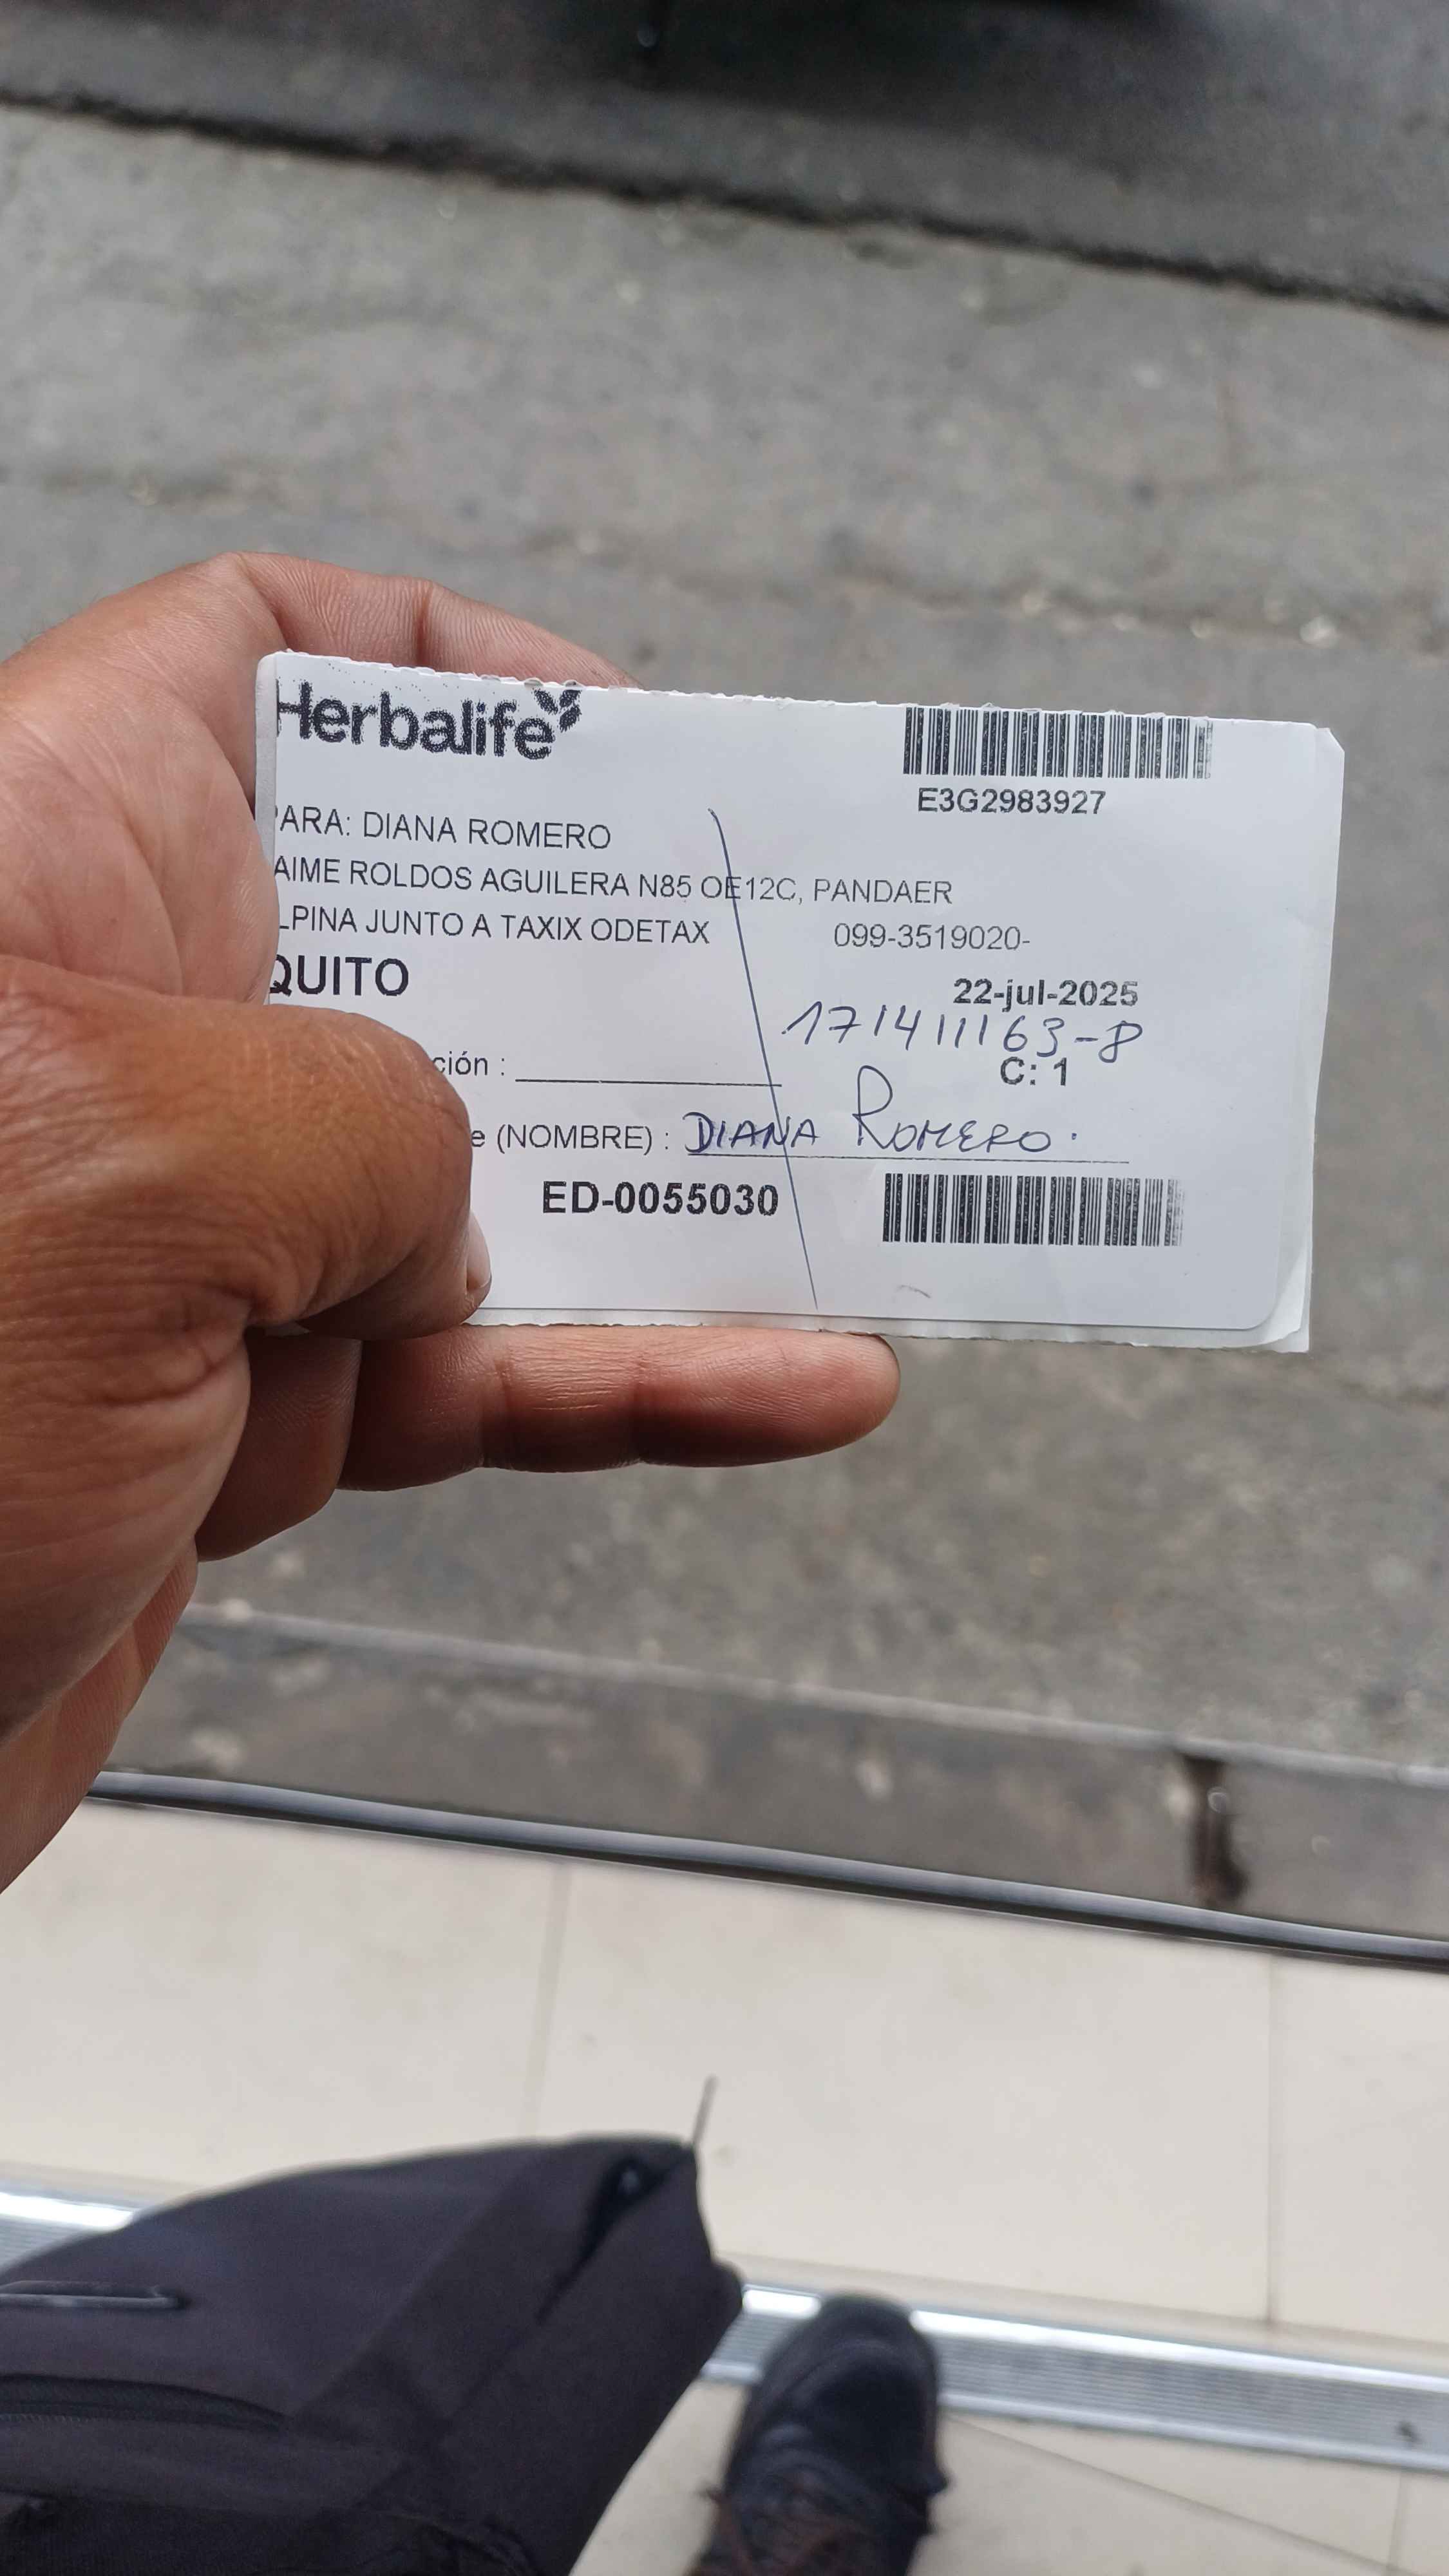 Herbalife
E3G2983927
PARA: DIANA ROMERO
AIME ROLDOS AGUILERA N85 OE12C, PANDAER
LPINA JUNTO A TAXIX ODETAX 099-3519020-
QUITO
22-jul-2025
171411163-8
ción : C: 1
e (NOMBRE) : DIANA ROMERO.
ED-0055030